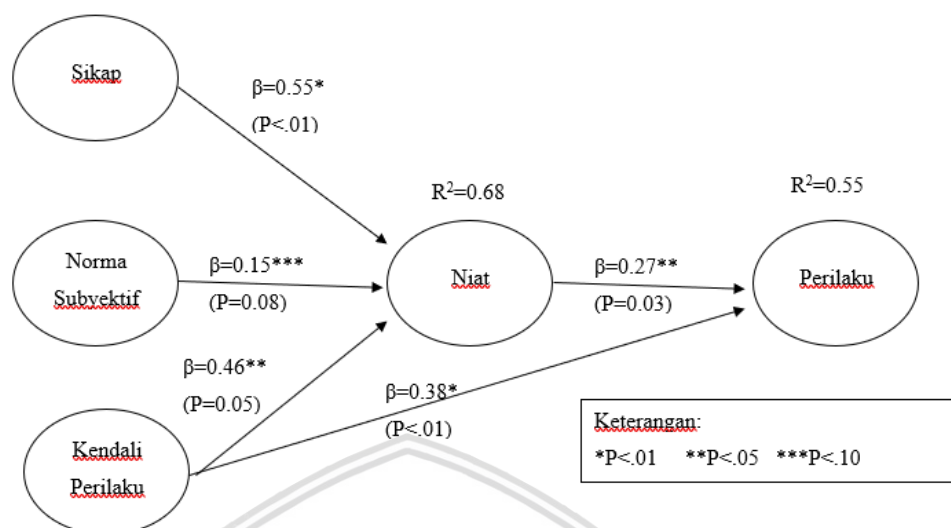 Sikap
β=0.55*
(P<.01)
R²=0.68
R²=0.55
Norma
Subyektif
β=0.15***
(P=0.08)
Niat
β=0.27**
(P=0.03)
Perilaku
β=0.46**
(P=0.05)
β=0.38*
(P<.01)
Kendali
Perilaku
Keterangan:
*P<.01 **P<.05 ***P<.10